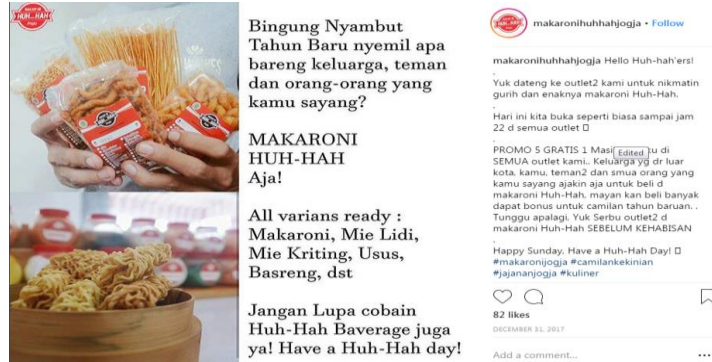 HUH-HAH
Bingung Nyambut
Tahun Baru nyemil apa
bareng keluarga, teman
dan orang-orang yang
kamu sayang?
MAKARONI
HUH-HAH
Aja!
All varians ready :
Makaroni, Mie Lidi,
Mie Kriting, Usus,
Basreng, dst
Jangan Lupa cobain
Huh-Hah Baverage juga
ya! Have a Huh-Hah day!
makaronihuhhahjogja • Follow
makaronihuhhahjogja Hello Huh-hah'ers!
.
Yuk dateng ke outlet2 kami untuk nikmatin
gurih dan enaknya makaroni Huh-Hah.
.
Hari ini kita buka seperti biasa sampai jam
22 d semua outlet
.
PROMO 5 GRATIS 1 Masi
Edited
tu di
SEMUA outlet kami.. Keluarga yg dr luar
kota, kamu, teman2 dan smua orang yang
kamu sayang ajakin aja untuk beli d
makaroni Huh-Hah, mayan kan beli banyak
dapat bonus untuk camilan tahun baruan. .
Tunggu apalagi. Yuk Serbu outlet2 d
makaroni Huh-Hah SEBELUM KEHABISAN
.
Happy Sunday, Have a Huh-Hah Day!
#makaronijogja #camilankekinian
#jajananjogja #kuliner
82 likes
DECEMBER 31, 2017
Add a comment...